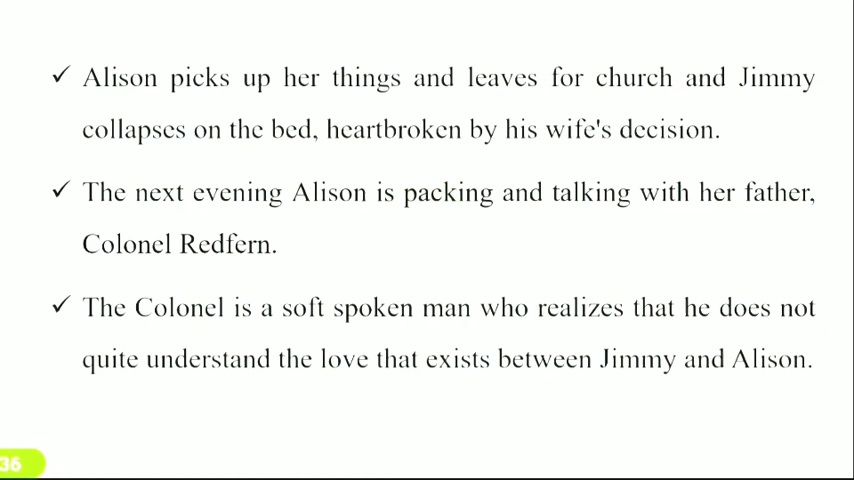 ✓ Alison picks up her things and leaves for church and Jimmy
collapses on the bed, heartbroken by his wife's decision.
✓ The next evening Alison is packing and talking with her father,
Colonel Redfern.
✓ The Colonel is a soft spoken man who realizes that he does not
quite understand the love that exists between Jimmy and Alison.
36